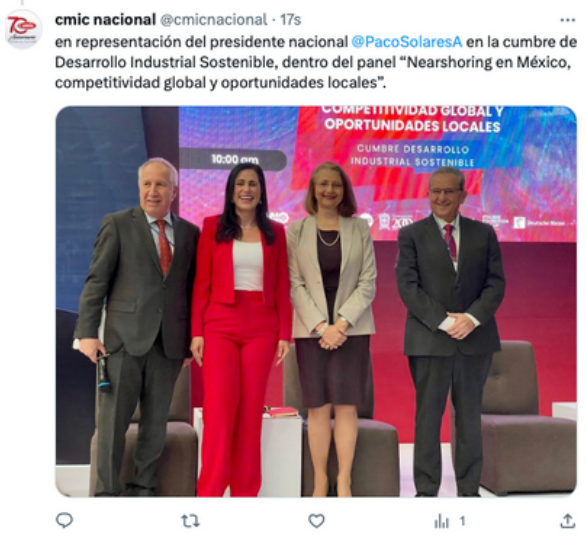 cmic nacional @cmicnacional · 17s
en representación del presidente nacional @PacoSolaresA en la cumbre de
Desarrollo Industrial Sostenible, dentro del panel “Nearshoring en México,
competitividad global y oportunidades locales”.
COMPETITIVIDAD GLOBAL Y
OPORTUNIDADES LOCALES
CUMBRE DESARROLLO
INDUSTRIAL SOSTENIBLE
10:00 am
1